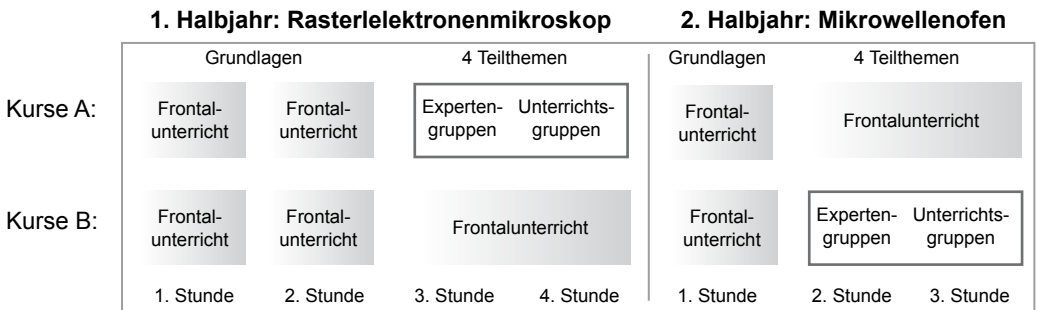 1. Halbjahr: Rasterlelektronenmikroskop 2. Halbjahr: Mikrowellenofen
Grundlagen 4 Teilthemen Grundlagen 4 Teilthemen
Kurse A:
Frontal-
unterricht
Frontal-
unterricht
Experten-
gruppen
Unterrichts-
gruppen
Frontal-
unterricht
Frontalunterricht
Kurse B:
Frontal-
unterricht
Frontal-
unterricht
Frontalunterricht
Frontal-
unterricht
Experten-
gruppen
Unterrichts-
gruppen
1. Stunde 2. Stunde 3. Stunde 4. Stunde 1. Stunde 2. Stunde 3. Stunde